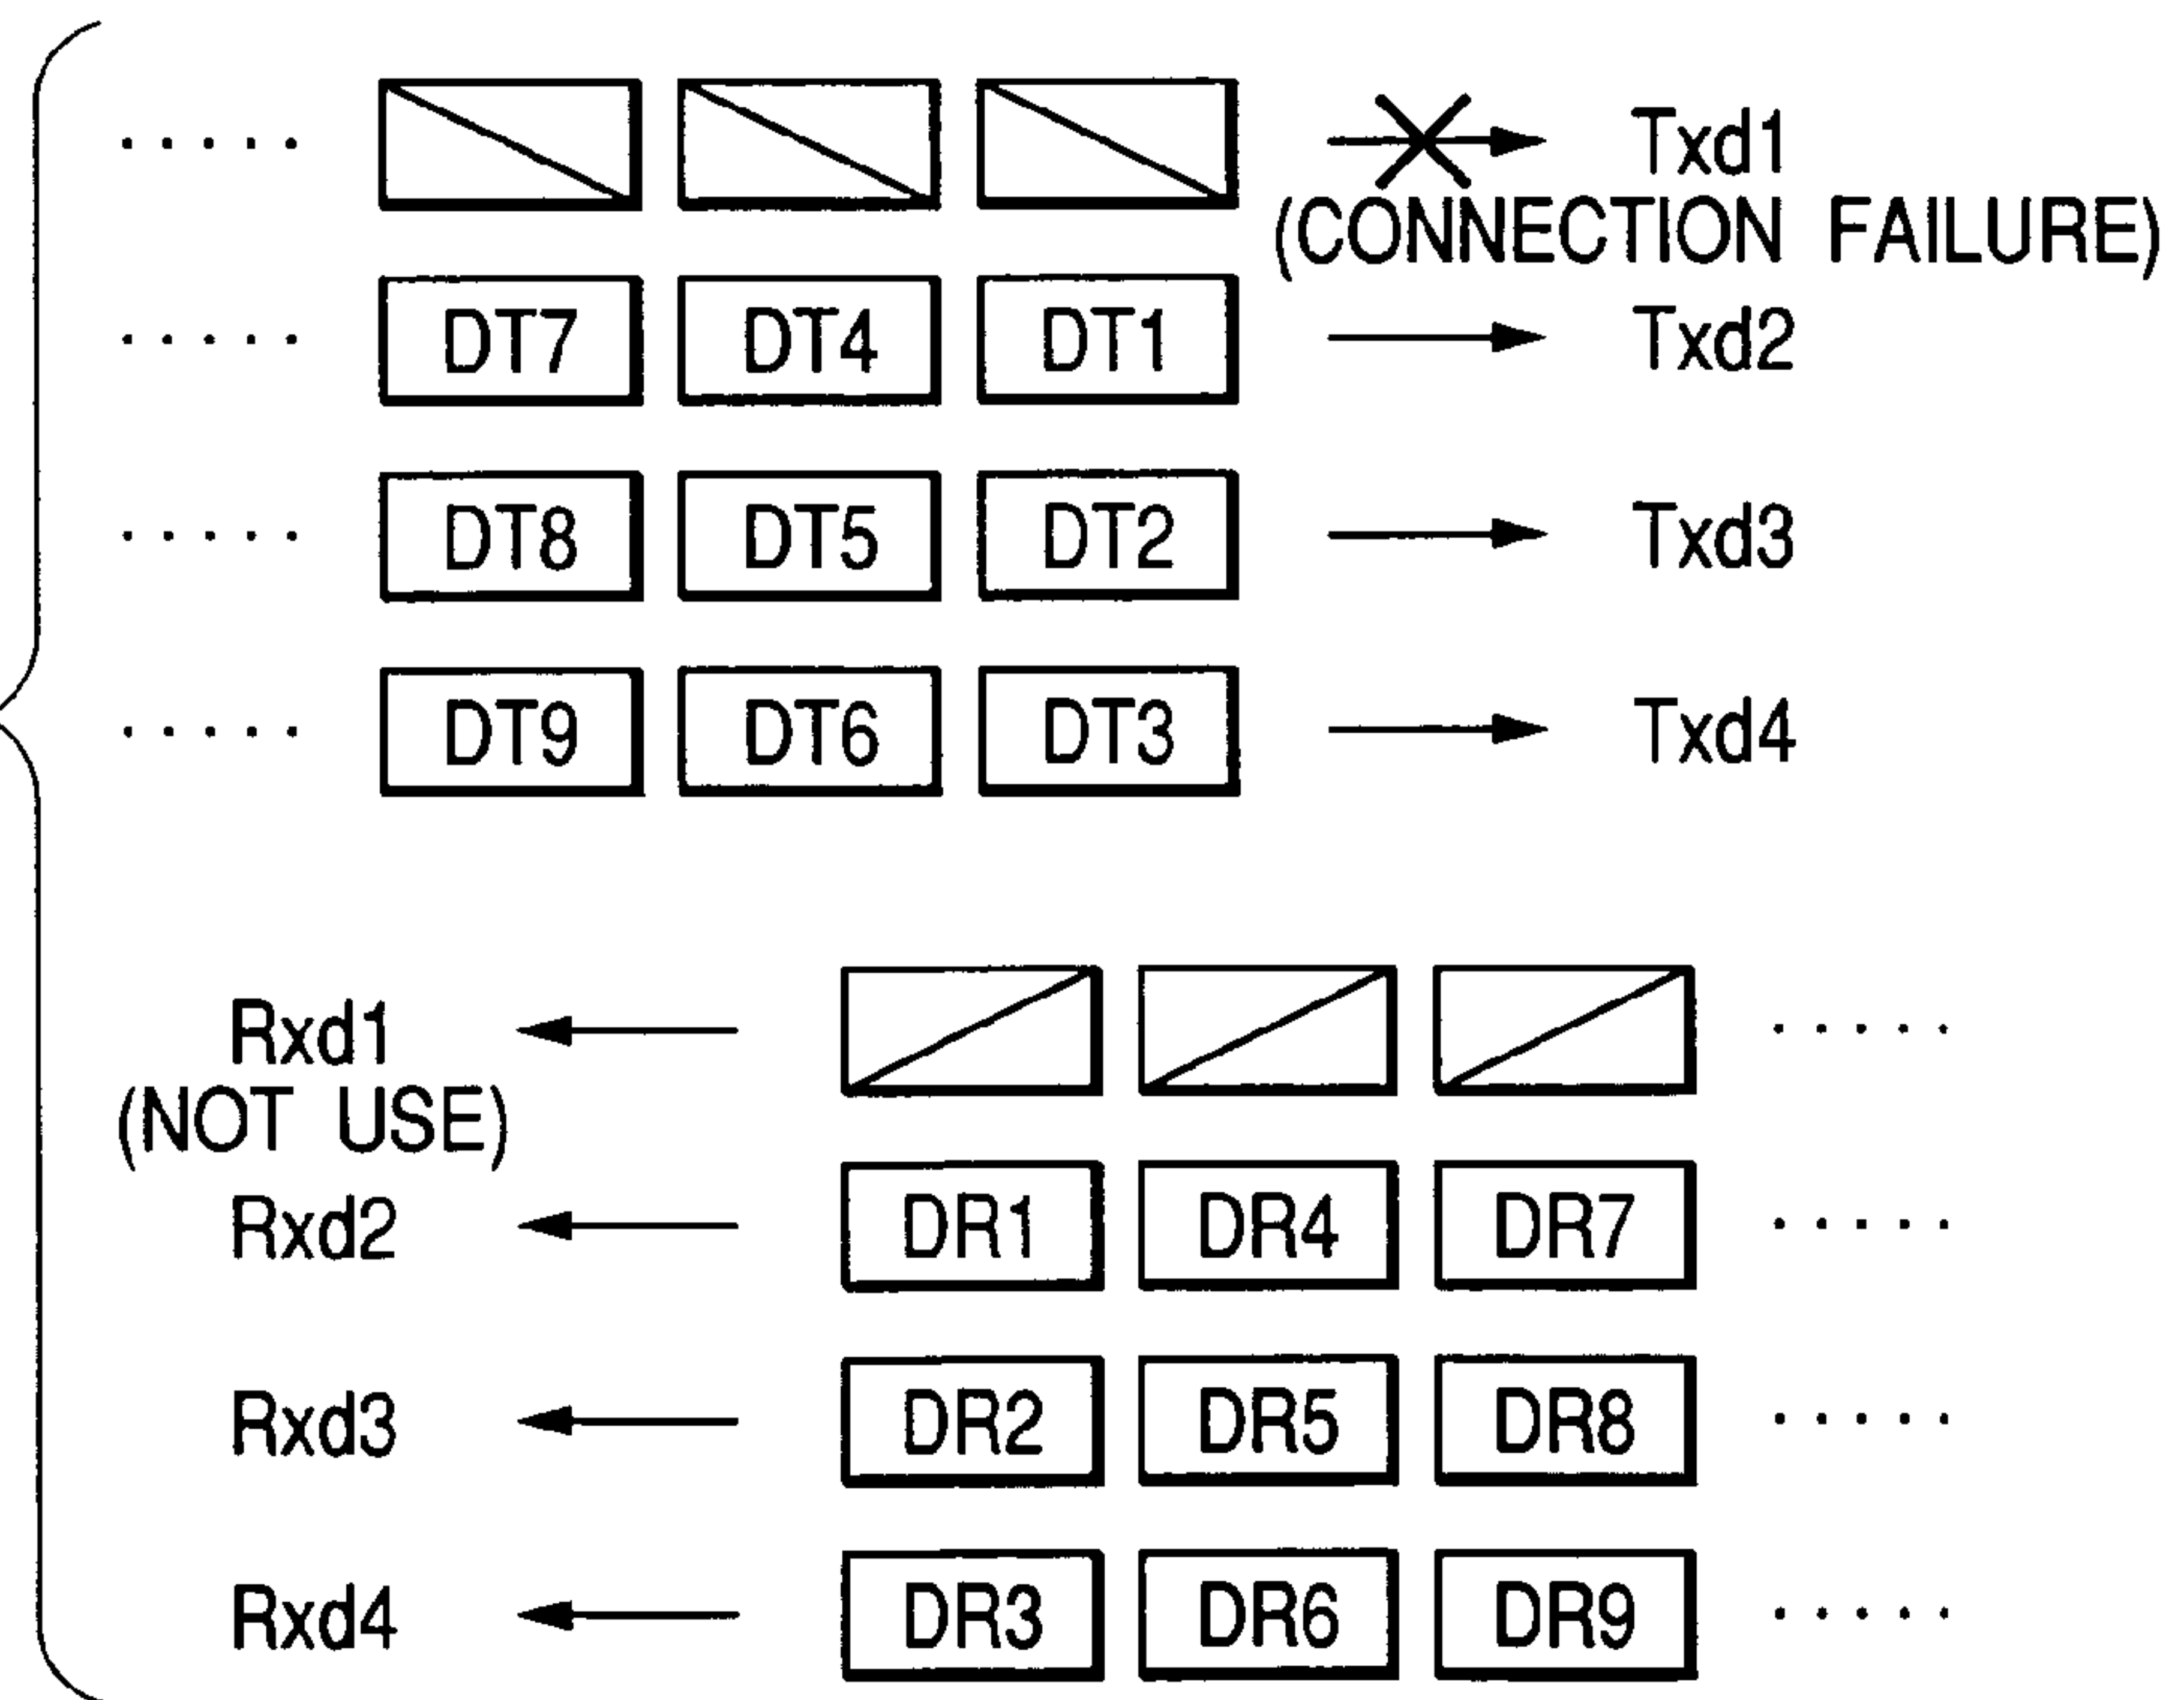 Txd1
(CONNECTION FAILURE)
DT7 DT4 DT1 Txd2
DT8 DT5 DT2 Txd3
DT9 DT6 DT3 Txd4
Rxd1
(NOT USE)
Rxd2 DR1 DR4 DR7
Rxd3 DR2 DR5 DR8
Rxd4 DR3 DR6 DR9